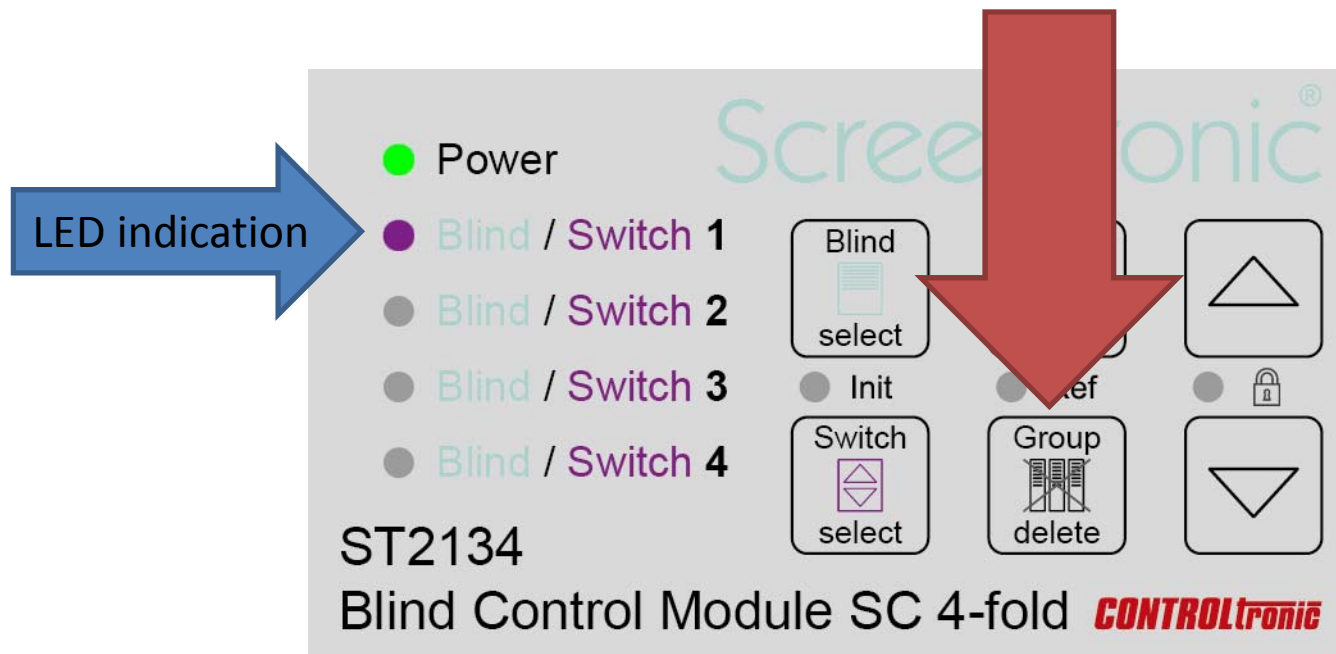 Power
LED indication
Blind / Switch 1
Blind / Switch 2
Blind / Switch 3
Blind / Switch 4
Blind
select
Init
Switch
select
Group
delete
ST2134
Blind Control Module SC 4-fold
CONTROLtronic